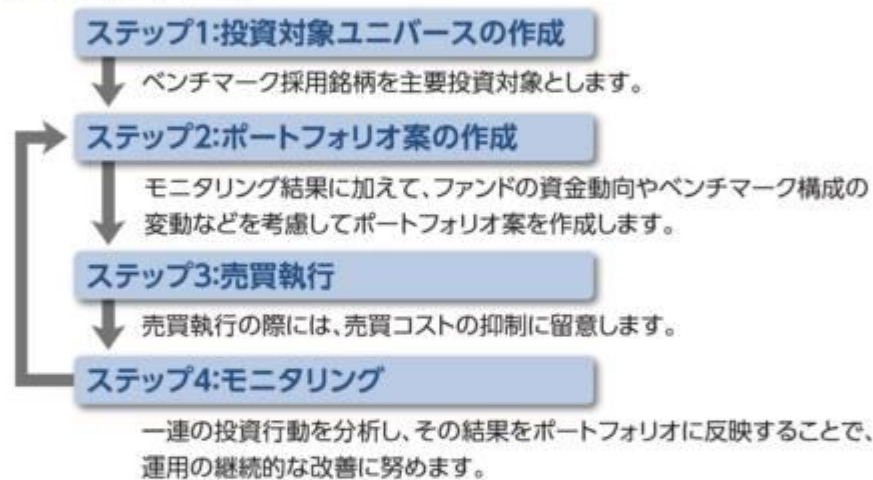 ステップ1:投資対象ユニバースの作成
ベンチマーク採用銘柄を主要投資対象とします。
ステップ2:ポートフォリオ案の作成
モニタリング結果に加えて、ファンドの資金動向やベンチマーク構成の
変動などを考慮してポートフォリオ案を作成します。
ステップ3:売買執行
売買執行の際には、売買コストの抑制に留意します。
ステップ4:モニタリング
一連の投資行動を分析し、その結果をポートフォリオに反映することで、
運用の継続的な改善に努めます。